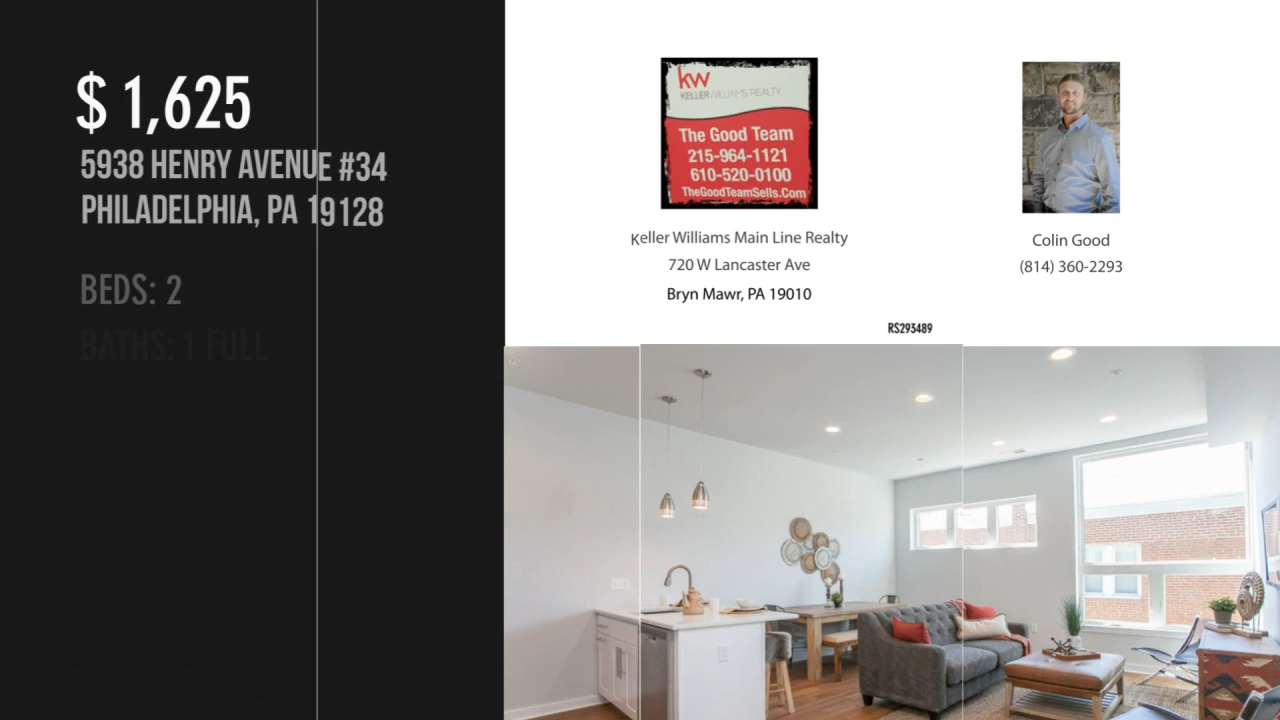 $ 1,625
5938 HENRY AVENUE #34
PHILADELPHIA, PA 19128
BEDS: 2
BATHS: 1 FULL
kw
KELLERWILLIAMS REALTY
The Good Team
215-964-1121
610-520-0100
TheGoodTeamSells.Com
Keller Williams Main Line Realty
720 W Lancaster Ave
Bryn Mawr, PA 19010
Colin Good
(814) 360-2293
RS293489